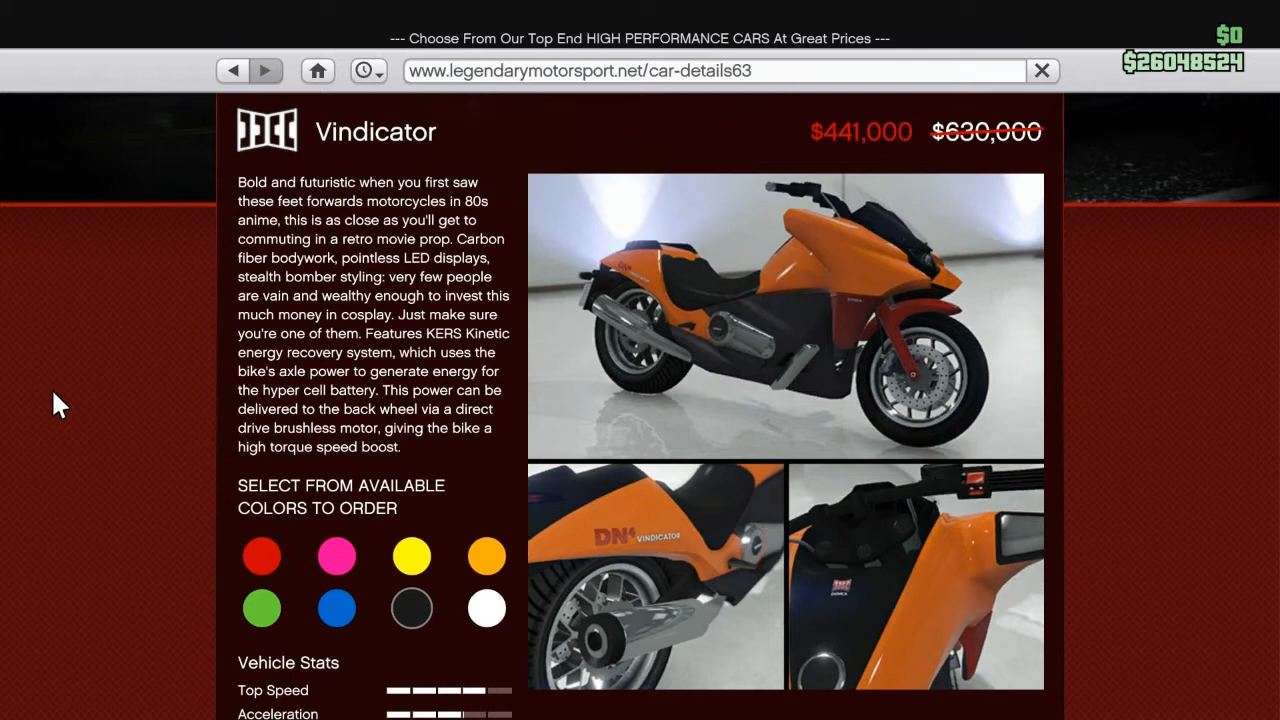 --- Choose From Our Top End HIGH PERFORMANCE CARS At Great Prices ---
$0
$26048524
www.legendarymotorsport.net/car-details63
Vindicator
$441,000 $630,000
Bold and futuristic when you first saw
these feet forwards motorcycles in 80s
anime, this is as close as you'll get to
commuting in a retro movie prop. Carbon
fiber bodywork, pointless LED displays,
stealth bomber styling: very few people
are vain and wealthy enough to invest this
much money in cosplay. Just make sure
you're one of them. Features KERS Kinetic
energy recovery system, which uses the
bike's axle power to generate energy for
the hyper cell battery. This power can be
delivered to the back wheel via a direct
drive brushless motor, giving the bike a
high torque speed boost.
SELECT FROM AVAILABLE
COLORS TO ORDER
Vehicle Stats
Top Speed
Acceleration
VINDICATOR
DINKA